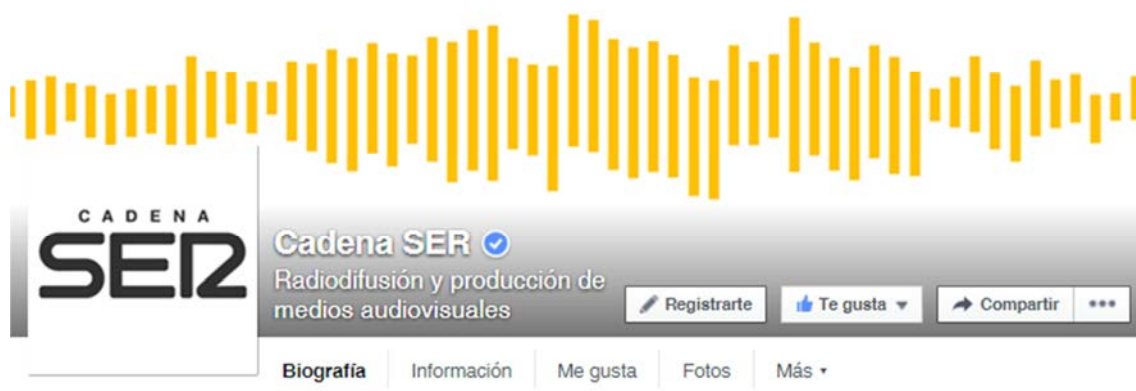 CADENA
SER
Cadena SER
Radiodifusión y producción de
medios audiovisuales
Registrarte
Te gusta
Compartir
Biografía
Información
Me gusta
Fotos
Más